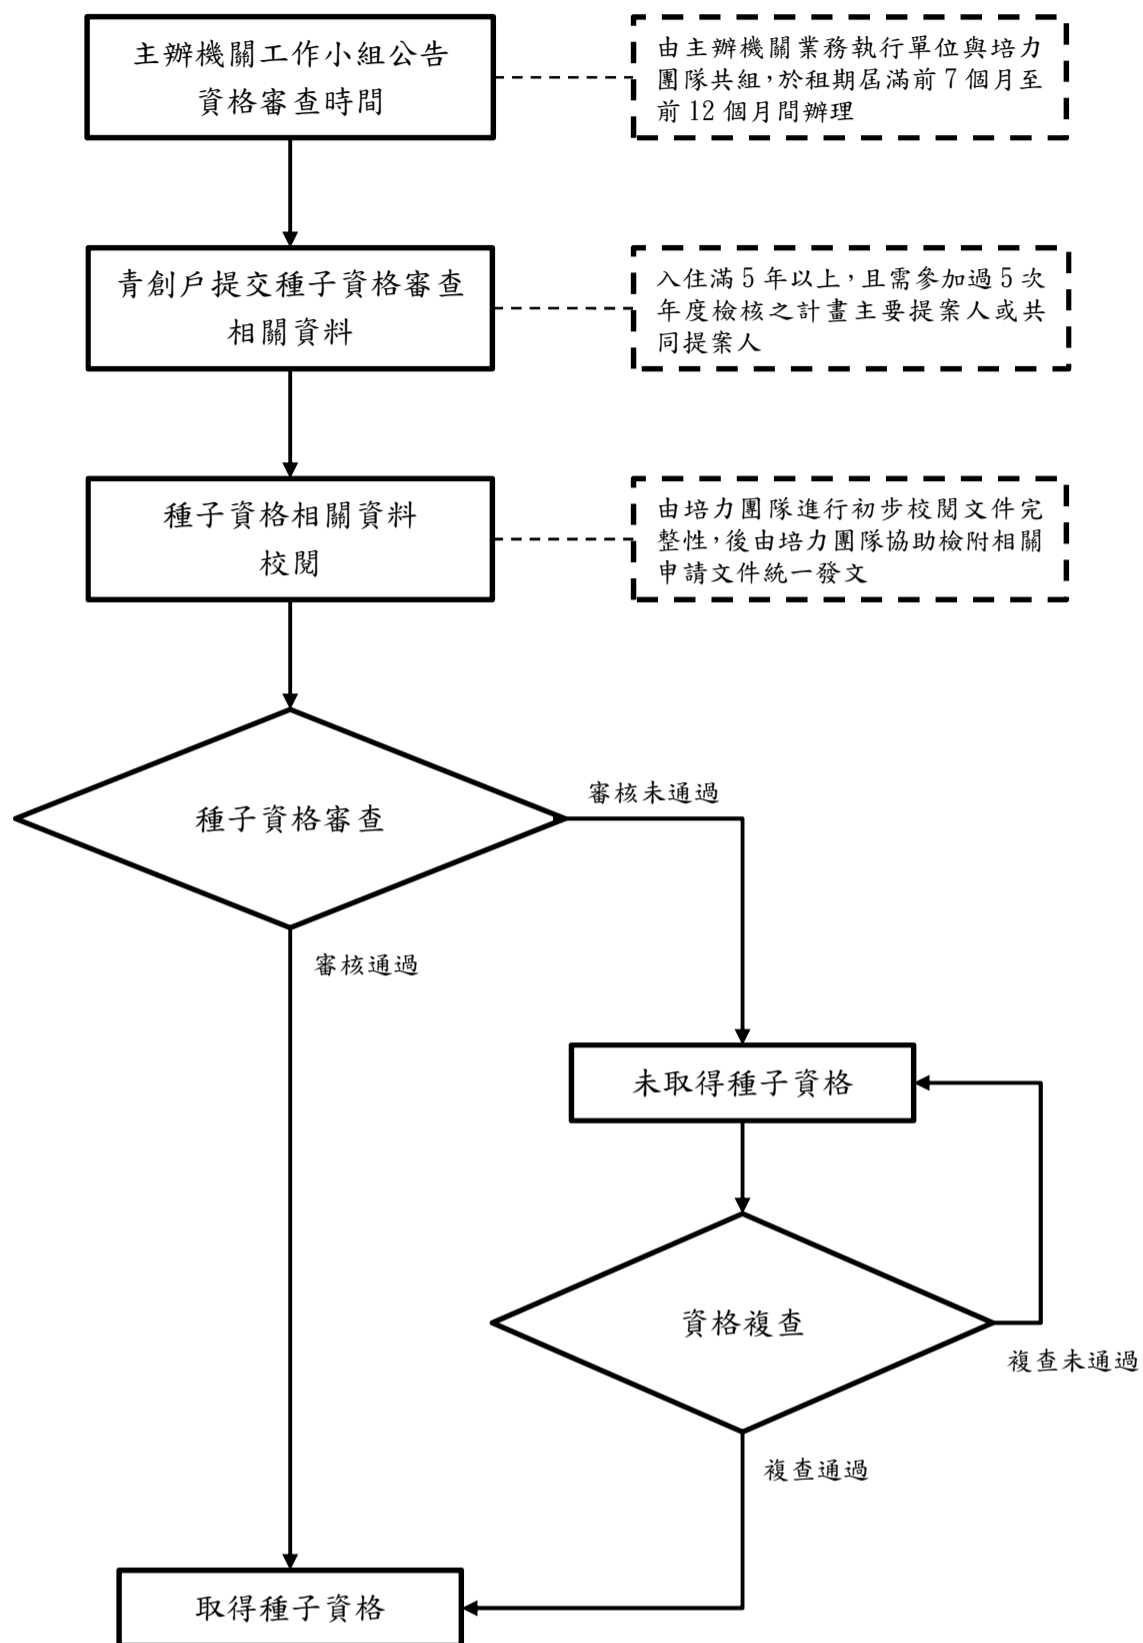 主辦機關工作小組公告
資格審查時間
由主辦機關業務執行單位與培力
團隊共組，於租期屆滿前 7 個月至
前 12 個月間辦理
青創戶提交種子資格審查
相關資料
入住滿 5 年以上，且需參加過 5 次
年度檢核之計畫主要提案人或共
同提案人
種子資格相關資料
校閱
由培力團隊進行初步校閱文件完
整性，後由培力團隊協助檢附相關
申請文件統一發文
種子資格審查
審核未通過
審核通過
未取得種子資格
資格複查
複查未通過
複查通過
取得種子資格